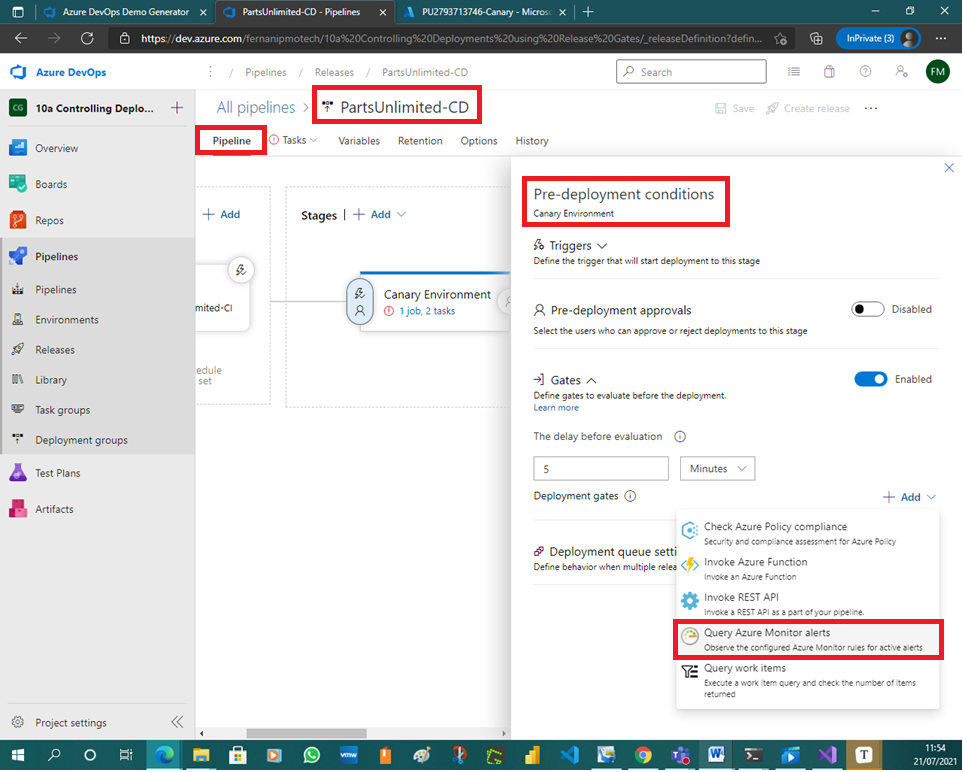 Azure DevOps Demo Generator
PartsUnlimited-CD - Pipelines
PU2793713746-Canary - Micros
https://dev.azure.com/fernanipmotech/10a%20Controlling%20Deployments%20using%20Release%20Gates/_releaseDefinition?defin...
InPrivate (3)
Azure DevOps
/ Pipelines / Releases / PartsUnlimited-CD
Search
FM
CG
10a Controlling Deplo...
All pipelines > PartsUnlimited-CD
Save
Create release
Overview
Boards
Repos
Pipelines
Pipelines
Environments
Releases
Library
Task groups
Deployment groups
Test Plans
Artifacts
Project settings
Pipeline
Tasks
Variables
Retention
Options
History
Add
Stages | Add
mited-CI
Canary Environment
1 job, 2 tasks
edule
set
Pre-deployment conditions
Canary Environment
Triggers
Define the trigger that will start deployment to this stage
Pre-deployment approvals
Disabled
Select the users who can approve or reject deployments to this stage
Gates
Enabled
Define gates to evaluate before the deployment.
Learn more
The delay before evaluation
5
Minutes
Deployment gates
Add
Deployment queue setti
Define behavior when multiple relea
Check Azure Policy compliance
Security and compliance assessment for Azure Policy
Invoke Azure Function
Invoke an Azure Function
Invoke REST API
Invoke a REST API as a part of your pipeline.
Query Azure Monitor alerts
Observe the configured Azure Monitor rules for active alerts
Query work items
Execute a work item query and check the number of items
returned
vmw
T
11:54
21/07/2021